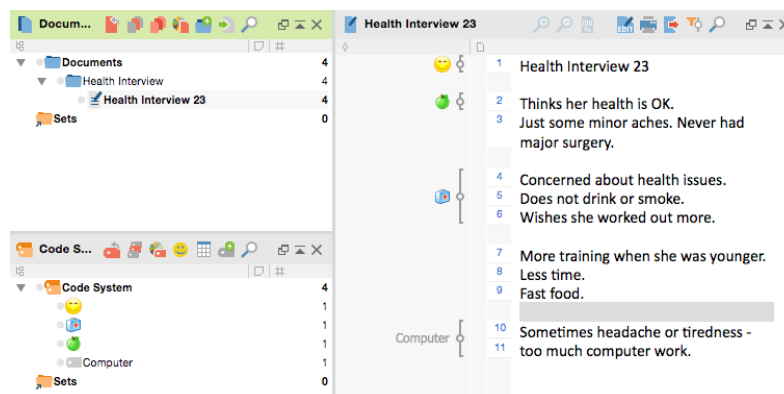 Docum...
#
Documents 4
Health Interview 4
Health Interview 23 4
Sets 0
Code S...
#
Code System 4
1
1
1
Computer 1
Sets 0
Health Interview 23
100 %
EDIT
1 Health Interview 23
2 Thinks her health is OK.
3 Just some minor aches. Never had
major surgery.
4 Concerned about health issues.
5 Does not drink or smoke.
6 Wishes she worked out more.
7 More training when she was younger.
8 Less time.
9 Fast food.
Computer
10 Sometimes headache or tiredness -
11 too much computer work.